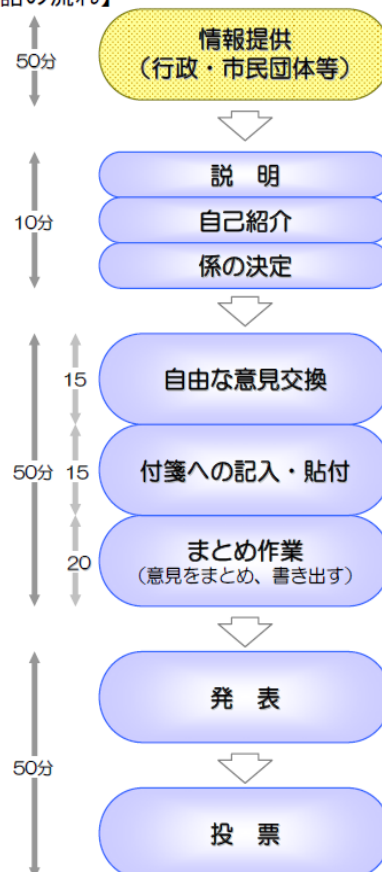 話の流れ】
50分
情報提供
（行政・市民団体等）
10分
説　明
自己紹介
係の決定
50分
15
自由な意見交換
15
付箋への記入・貼付
20
まとめ作業
（意見をまとめ、書き出す）
50分
発　表
投　票